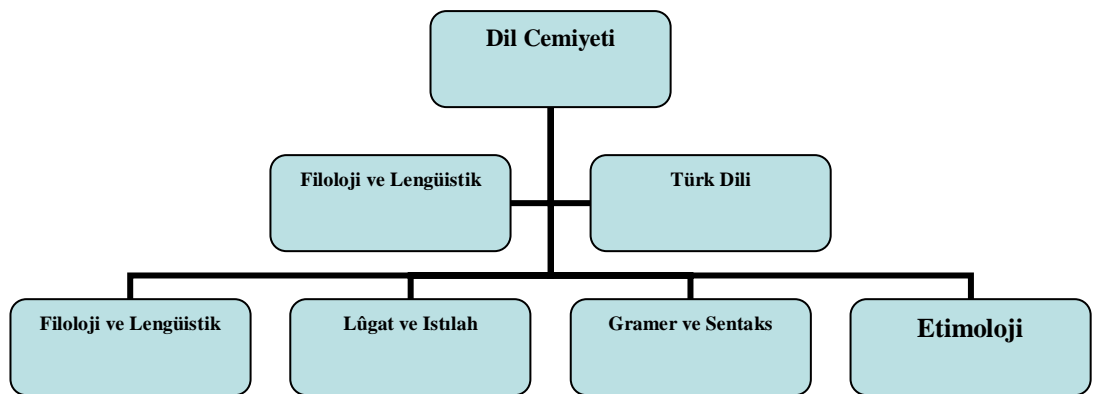 Dil Cemiyeti
Filoloji ve Lengüistik
Türk Dili
Filoloji ve Lengüistik
Lûgat ve Istılah
Gramer ve Sentaks
Etimoloji